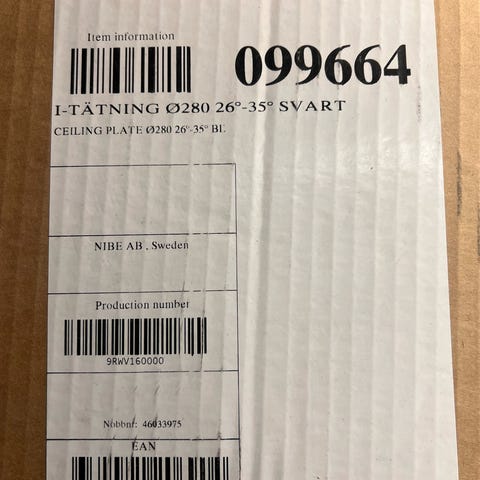 Item information
099664
I-TÄTNING Ø280 26°-35° SVART
CEILING PLATE Ø280 26°-35°
NIBE AB , Sweden
Production number
9RWV160000
Nobbnr: 46033975
EAN